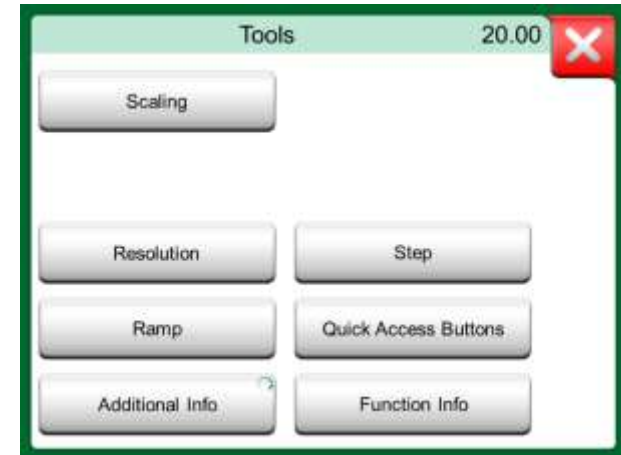 Tools 20.00
Scaling
Resolution Step
Ramp Quick Access Buttons
Additional Info Function Info